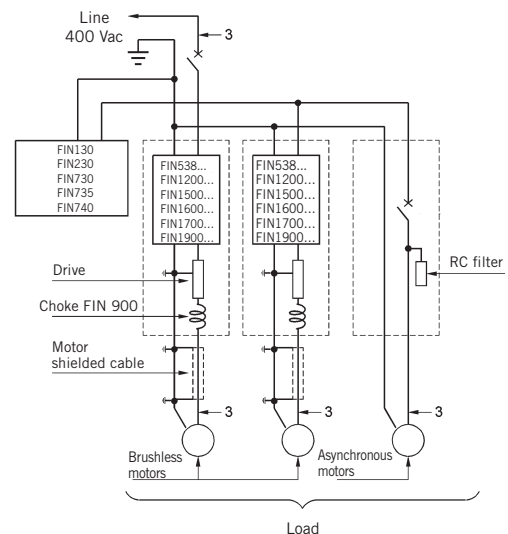 Line
400 Vac
3
FIN130
FIN230
FIN730
FIN735
FIN740
FIN538...
FIN1200...
FIN1500...
FIN1600...
FIN1700...
FIN1900...
FIN538...
FIN1200...
FIN1500...
FIN1600...
FIN1700...
FIN1900...
RC filter
Drive
Choke FIN 900
Motor
shielded cable
3
3
3
Brushless
motors
Asynchronous
motors
Load